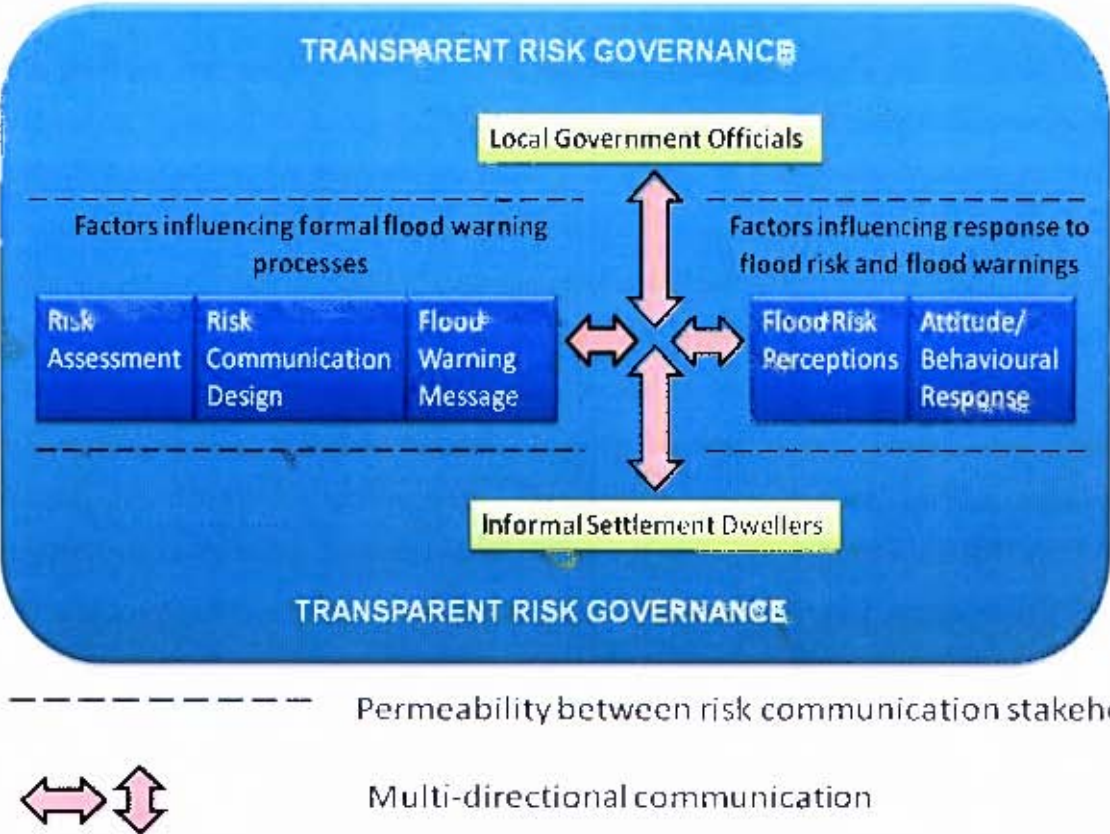 TRANSPARENT RISK GOVERNANCE
Local Government Officials
Factors influencing formal flood warning
processes
Factors influencing response to
flood risk and flood warnings
Risk
Assessment
Risk
Communication
Design
Flood
Warning
Message
Flood Risk
Perceptions
Attitude/
Behavioural
Response
Informal Settlement Dwellers
TRANSPARENT RISK GOVERNANCE
Permeability between risk communication
Multi-directional communication